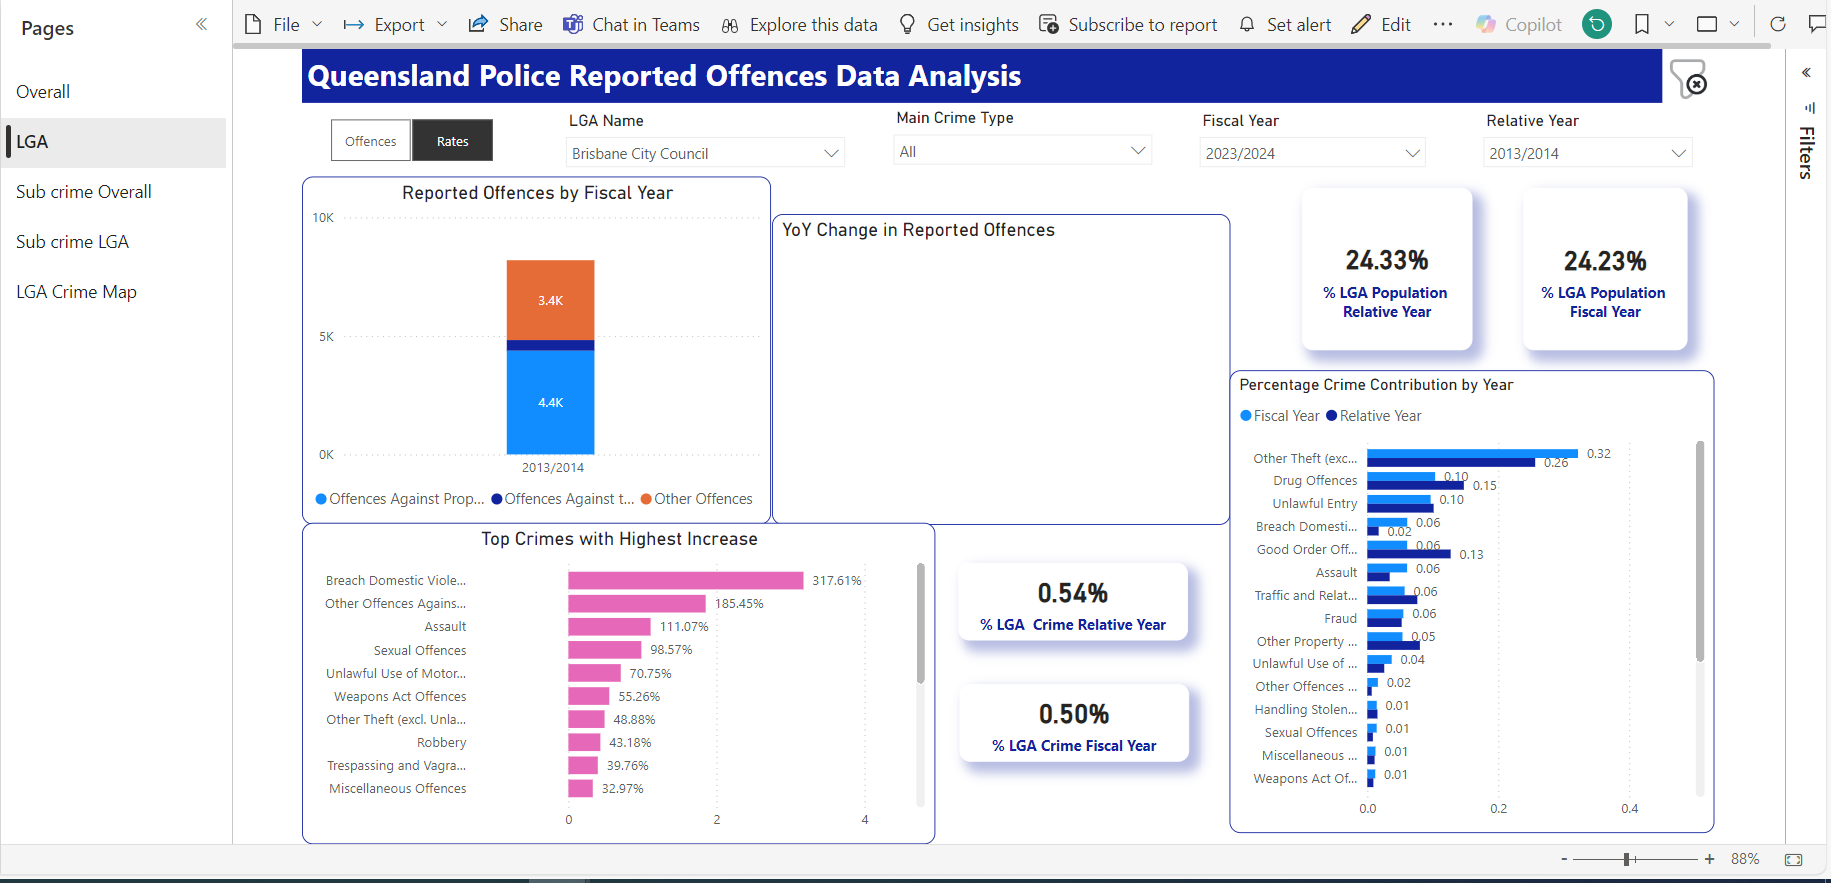 Pages
Overall
LGA
Sub crime Overall
Sub crime LGA
LGA Crime Map
File Export Share Chat in Teams Explore this data Get insights Subscribe to report Set alert Edit ... Copilot
Queensland Police Reported Offences Data Analysis
Filters
Offences Rates
LGA Name
Brisbane City Council
Main Crime Type
All
Fiscal Year
2023/2024
Relative Year
2013/2014
Reported Offences by Fiscal Year
10K
5K
0K
3.4K
4.4K
2013/2014
Offences Against Prop... Offences Against t... Other Offences
YoY Change in Reported Offences
24.33%
% LGA Population
Relative Year
24.23%
% LGA Population
Fiscal Year
Top Crimes with Highest Increase
Breach Domestic Viole... 317.61%
Other Offences Agains... 185.45%
Assault 111.07%
Sexual Offences 98.57%
Unlawful Use of Motor... 70.75%
Weapons Act Offences 55.26%
Other Theft (excl. Unla... 48.88%
Robbery 43.18%
Trespassing and Vagra... 39.76%
Miscellaneous Offences 32.97%
0 2 4
0.54%
% LGA Crime Relative Year
0.50%
% LGA Crime Fiscal Year
Percentage Crime Contribution by Year
Fiscal Year Relative Year
Other Theft (exc... 0.32
0.26
Drug Offences 0.10
0.15
Unlawful Entry 0.10
Breach Domesti... 0.06
0.02
Good Order Off... 0.06
0.13
Assault 0.06
Traffic and Relat... 0.06
Fraud 0.06
Other Property ... 0.05
Unlawful Use of ... 0.04
Other Offences ... 0.02
Handling Stolen... 0.01
Sexual Offences 0.01
Miscellaneous ... 0.01
Weapons Act Of... 0.01
0.0 0.2 0.4
- + 88%